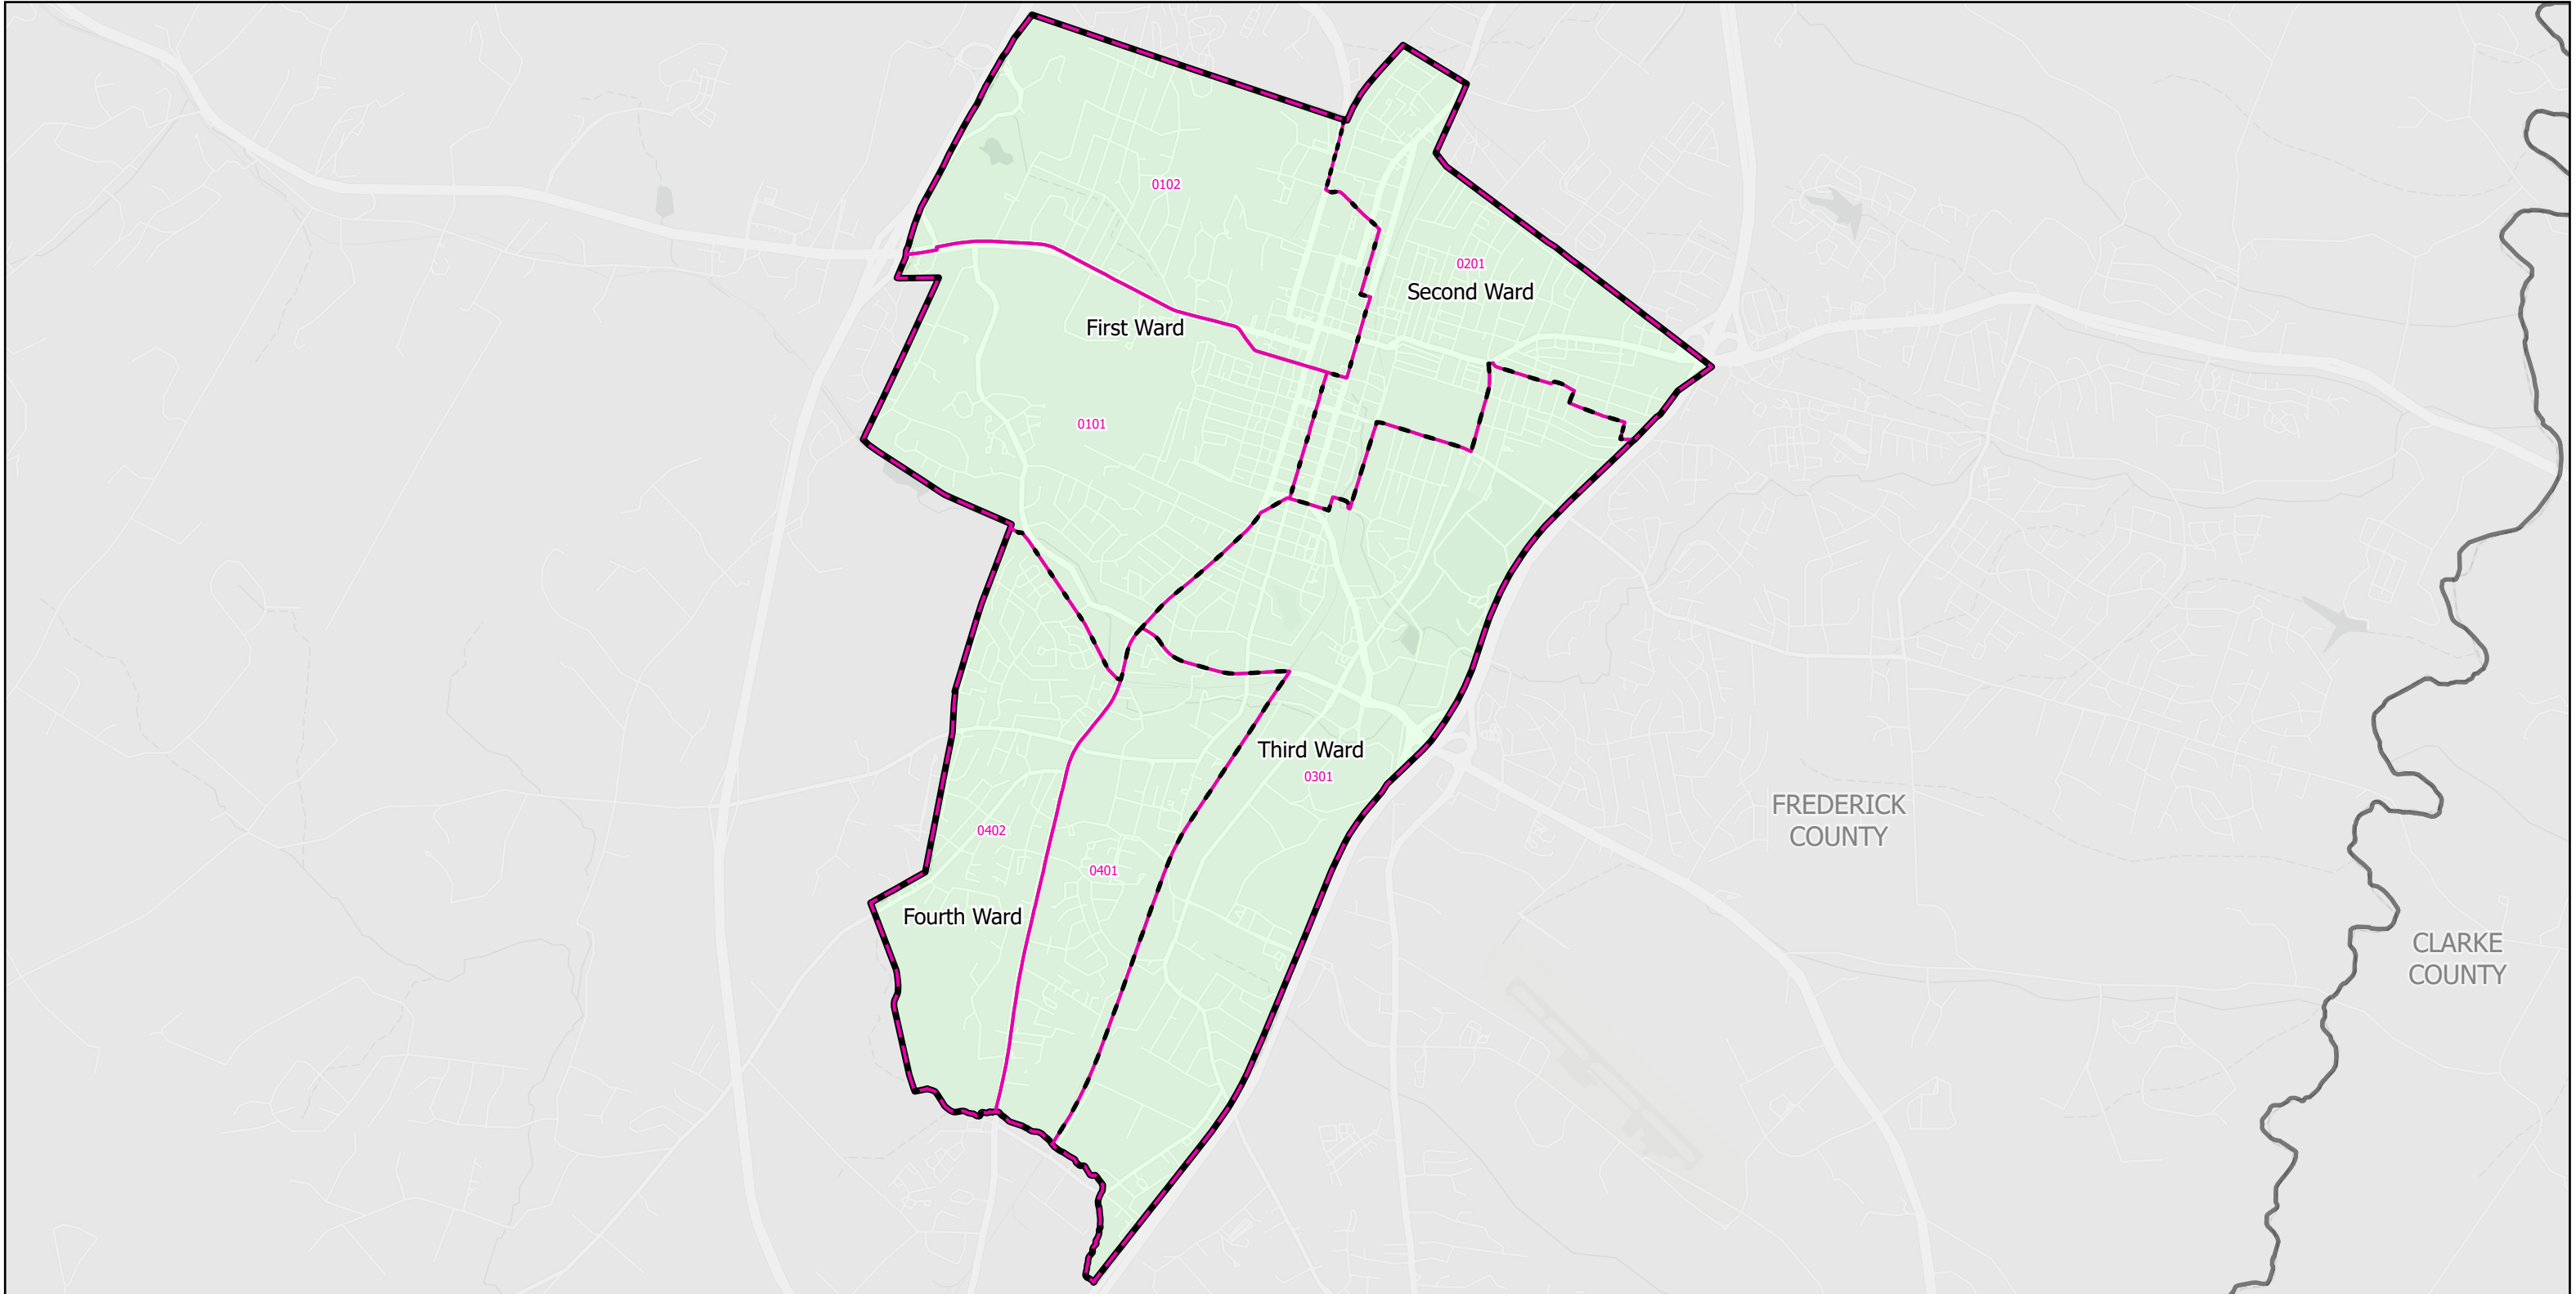 0102
0201
Second Ward
First Ward
0101
Third Ward
0301
FREDERICK
COUNTY
0402
0401
Fourth Ward
CLARKE
COUNTY